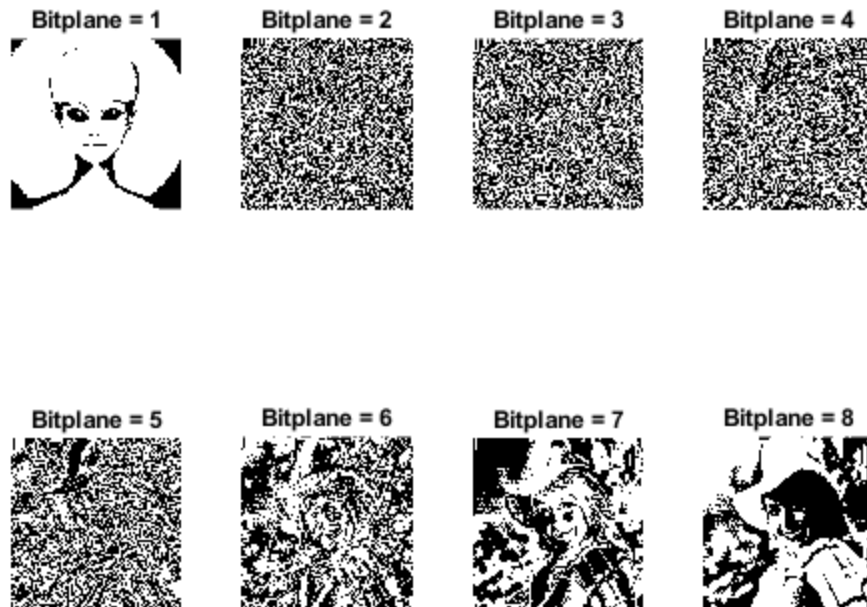 Bitplane = 1
Bitplane = 2
Bitplane = 3
Bitplane = 4
Bitplane = 5
Bitplane = 6
Bitplane = 7
Bitplane = 8